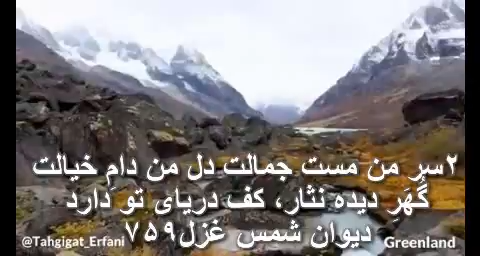 ۲سر من مست جمالت دل من دام خیالت
گُهَرِ دیده نثار، کف دریای تو دارد
دیوان شمس غزل۷۵۹
@Tahgigat_Erfani
Greenland